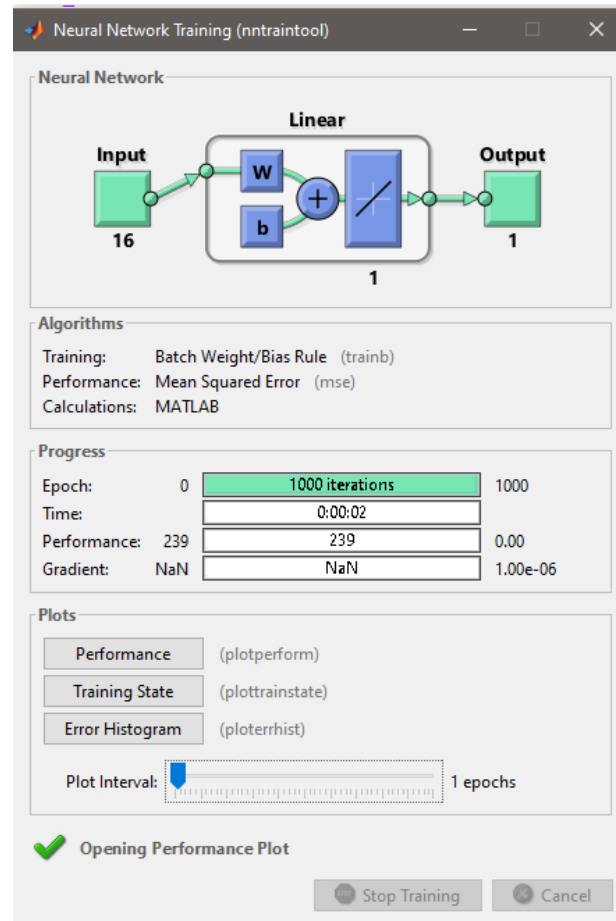 Neural Network Training (nntraintool)
Neural Network
Linear
Input
Output
W
b
+
16
1
1
Algorithms
Training: Batch Weight/Bias Rule (trainb)
Performance: Mean Squared Error (mse)
Calculations: MATLAB
Progress
Epoch: 0 1000 iterations 1000
Time: 0:00:02
Performance: 239 239 0.00
Gradient: NaN NaN 1.00e-06
Plots
Performance (plotperform)
Training State (plottrainstate)
Error Histogram (ploterrhist)
Plot Interval: 1 epochs
Opening Performance Plot
Stop Training Cancel